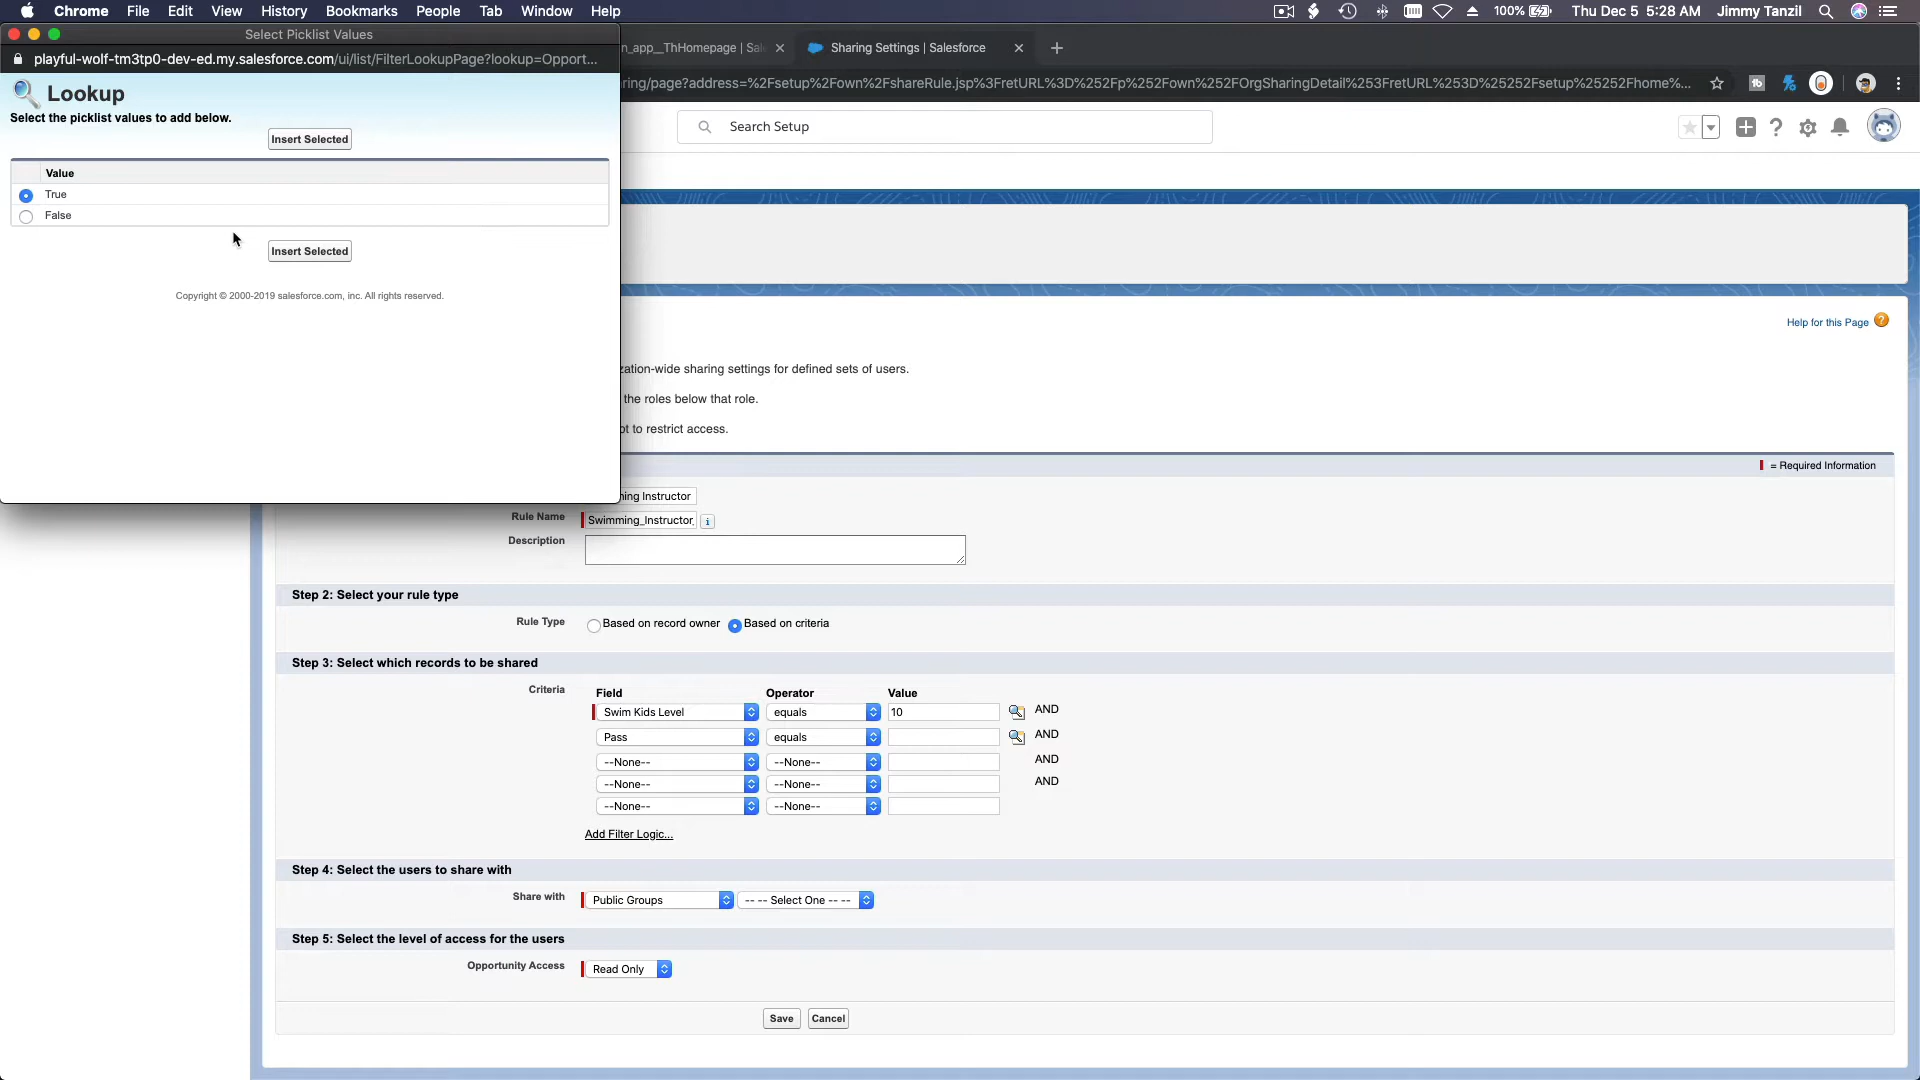 Chrome File Edit View History Bookmarks People Tab Window Help
100% Thu Dec 5 5:28 AM Jimmy Tanzil
Select Picklist Values
n_app__ThHomepage | Sal
Sharing Settings | Salesforce
playful-wolf-tm3tp0-dev-ed.my.salesforce.com/ui/list/FilterLookupPage?lookup=Opport...
ring/page?address=%2Fsetup%2Fown%2FshareRule.jsp%3FretURL%3D%252Fp%252Fown%252FOrgSharingDetail%253FretURL%253D%25252Fsetup%25252Fhome%...
Lookup
Select the picklist values to add below.
Insert Selected
Value
True
False
Insert Selected
Copyright © 2000-2019 salesforce.com, inc. All rights reserved.
Search Setup
Help for this Page
zation-wide sharing settings for defined sets of users.
the roles below that role.
ot to restrict access.
= Required Information
ming Instructor
Rule Name Swimming_Instructor_
Description
Step 2: Select your rule type
Rule Type Based on record owner Based on criteria
Step 3: Select which records to be shared
Criteria Field Operator Value
Swim Kids Level equals 10 AND
Pass equals AND
--None-- --None-- AND
--None-- --None-- AND
--None-- --None--
Add Filter Logic...
Step 4: Select the users to share with
Share with Public Groups -- -- Select One -- --
Step 5: Select the level of access for the users
Opportunity Access Read Only
Save Cancel